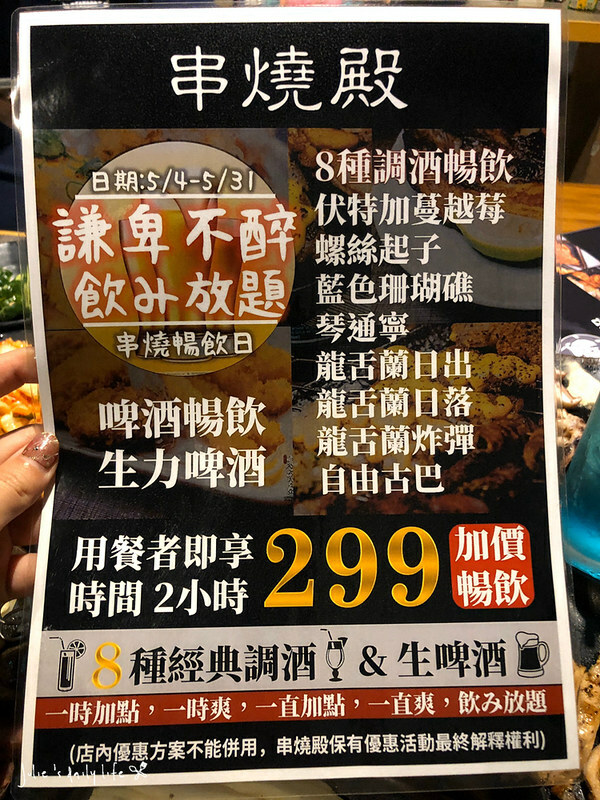 串燒殿
日期:5/4-5/31
謙卑不醉
飲み放題
串燒暢飲日
啤酒暢飲
生力啤酒
8種調酒暢飲
伏特加蔓越莓
螺絲起子
藍色珊瑚礁
琴通寧
龍舌蘭日出
龍舌蘭日落
龍舌蘭炸彈
自由古巴
用餐者即享
時間 2小時
299
加價
暢飲
8種經典調酒 & 生啤酒
一時加點，一時爽，一直加點，一直爽，飲み放題
(店內優惠方案不能併用，串燒殿保有優惠活動最終解釋權利)
Julie's daily life